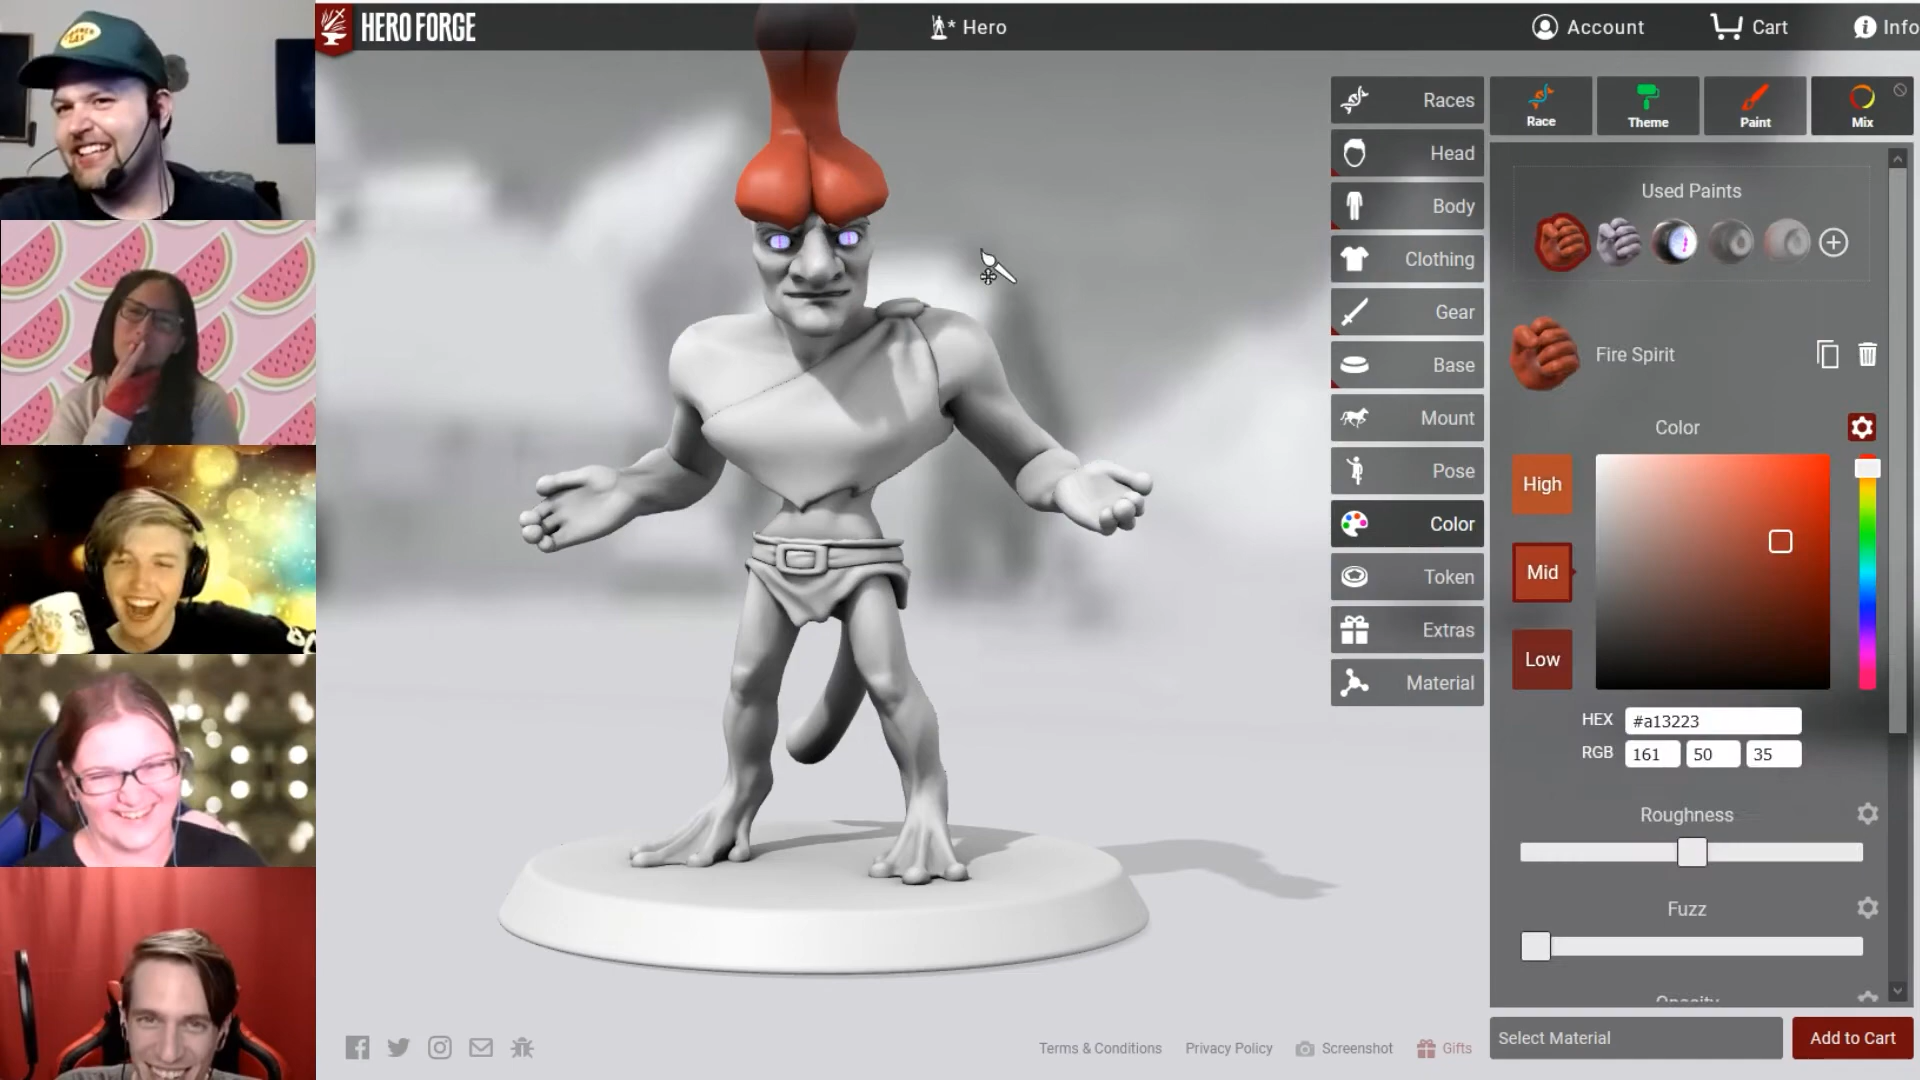 HERO FORGE
* Hero
Account
Cart
Info
Races
Head
Body
Clothing
Gear
Base
Mount
Pose
Color
Token
Extras
Material
Race
Theme
Paint
Mix
Used Paints
Fire Spirit
Color
High
Mid
Low
HEX #a13223
RGB 161 50 35
Roughness
Fuzz
Opacity
Select Material
Add to Cart
Terms & Conditions
Privacy Policy
Screenshot
Gifts